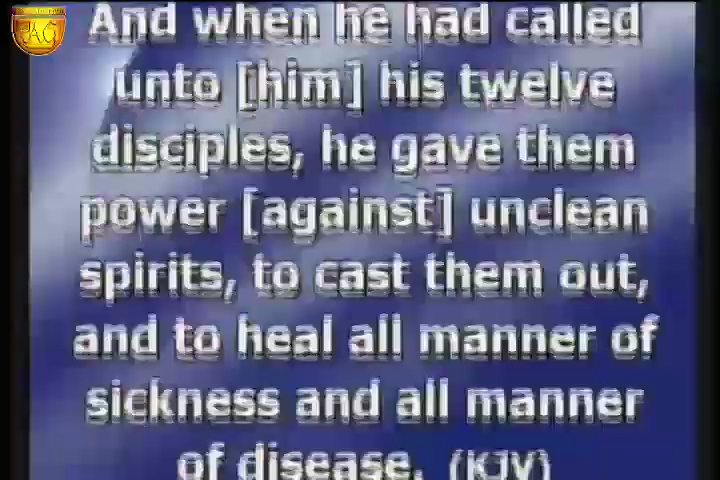 And when he had called
unto [him] his twelve
disciples, he gave them
power [against] unclean
spirits, to cast them out,
and to heal all manner of
sickness and all manner
of disease. (KJV)